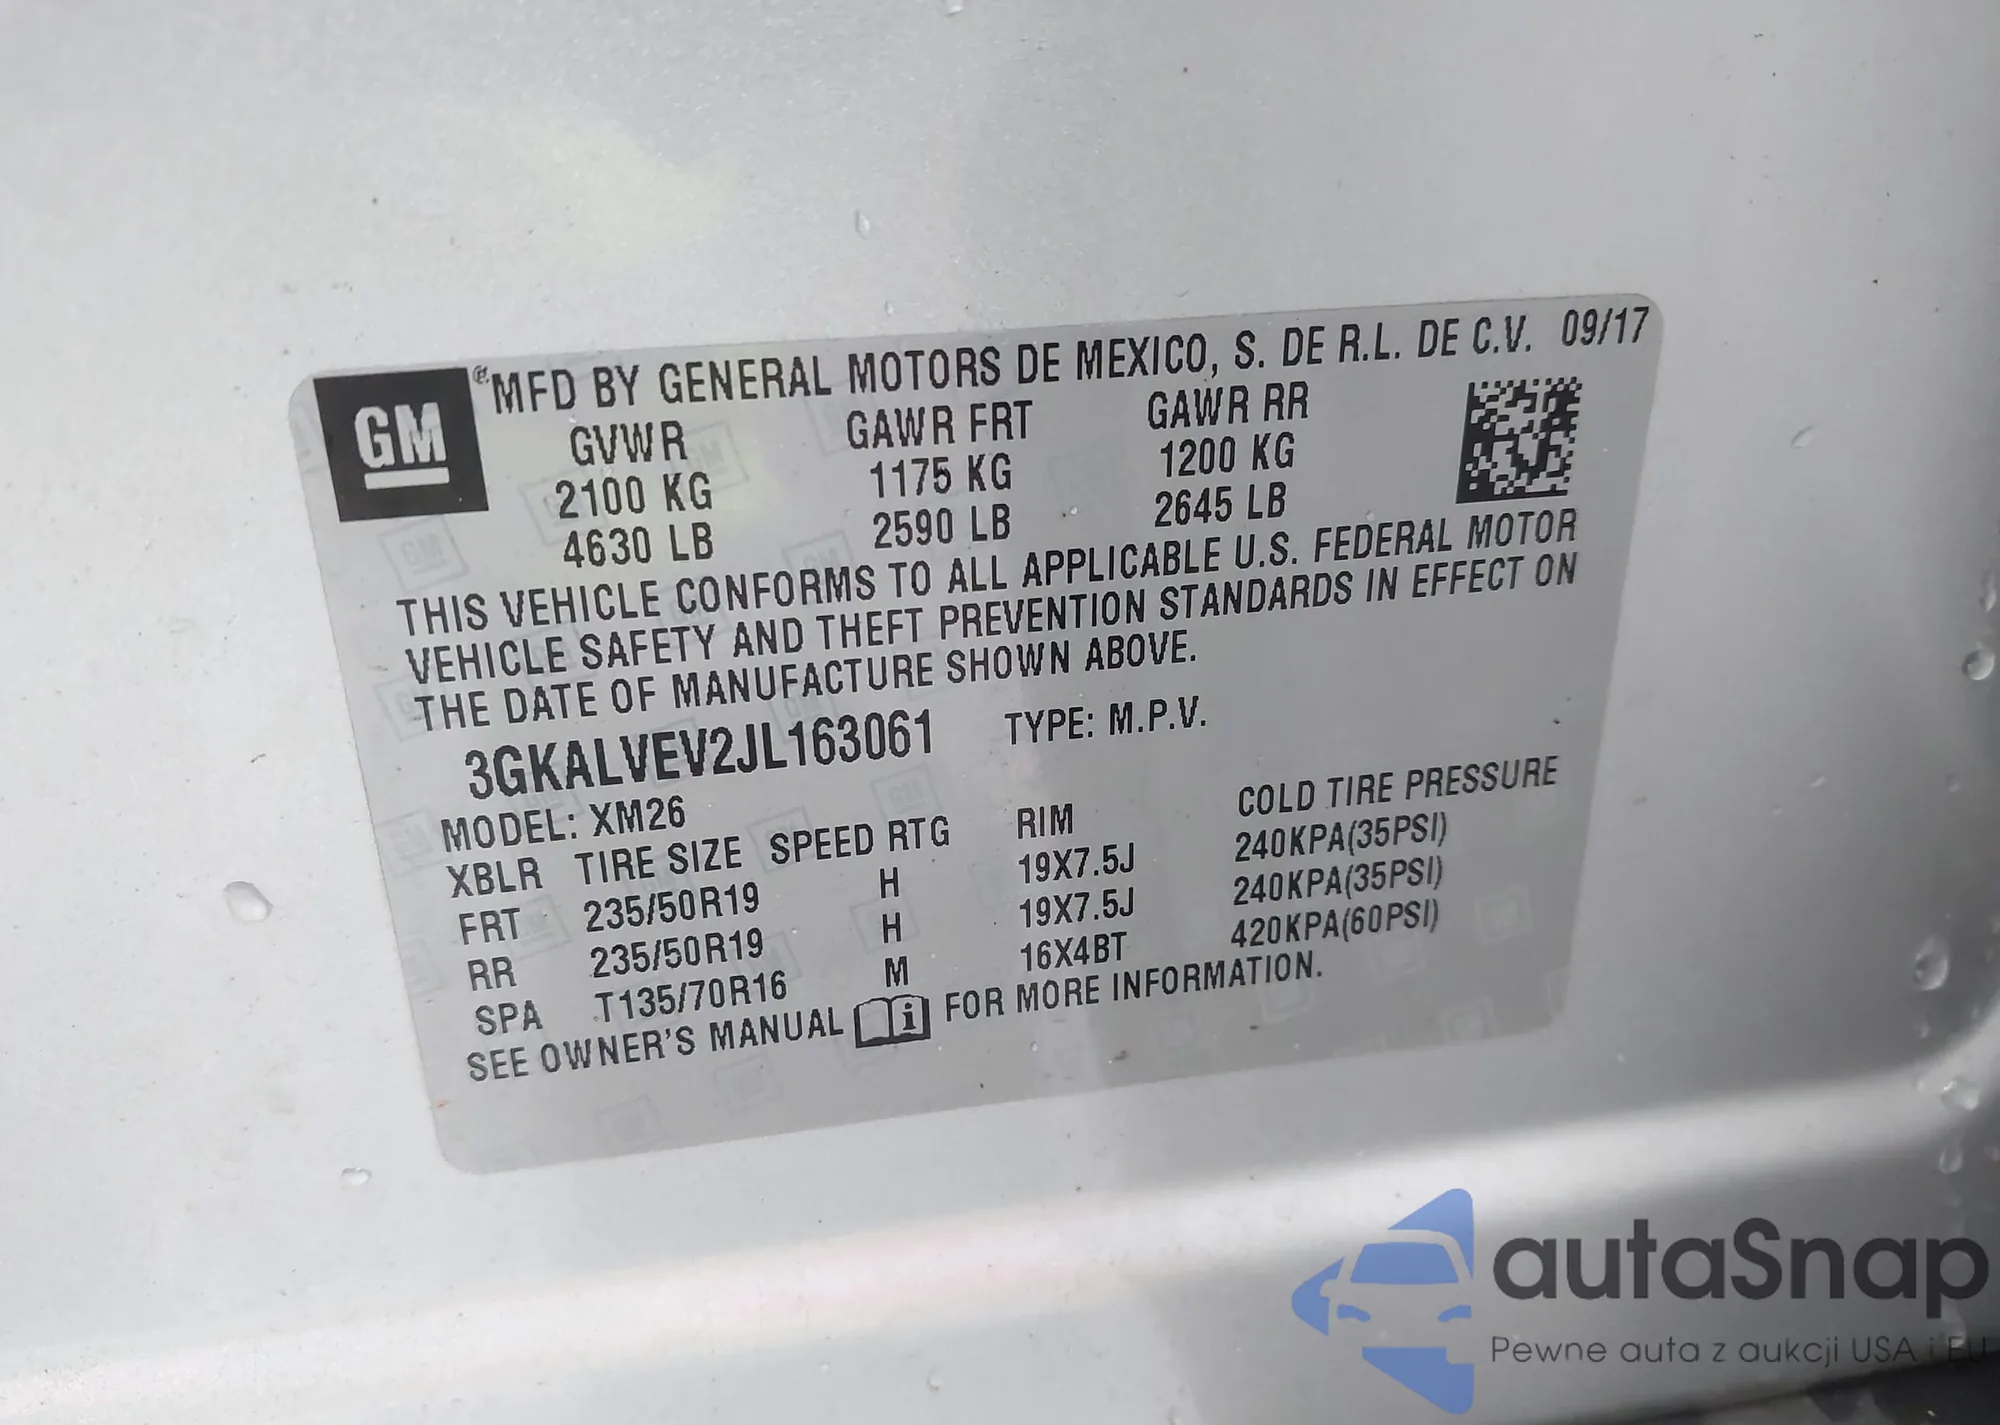 GM
MFD BY GENERAL MOTORS DE MEXICO, S. DE R.L. DE C.V. 09/17
GVWR GAWR FRT GAWR RR
2100 KG 1175 KG 1200 KG
4630 LB 2590 LB 2645 LB
THIS VEHICLE CONFORMS TO ALL APPLICABLE U.S. FEDERAL MOTOR
VEHICLE SAFETY AND THEFT PREVENTION STANDARDS IN EFFECT ON
THE DATE OF MANUFACTURE SHOWN ABOVE.
3GKALVEV2JL163061 TYPE: M.P.V.
MODEL: XM26
XBLR TIRE SIZE SPEED RTG RIM COLD TIRE PRESSURE
FRT 235/50R19 H 19X7.5J 240KPA(35PSI)
RR 235/50R19 H 19X7.5J 240KPA(35PSI)
SPA T135/70R16 M 16X4BT 420KPA(60PSI)
SEE OWNER'S MANUAL i FOR MORE INFORMATION.
autaSnap
Pewne auta z aukcji USA i EU